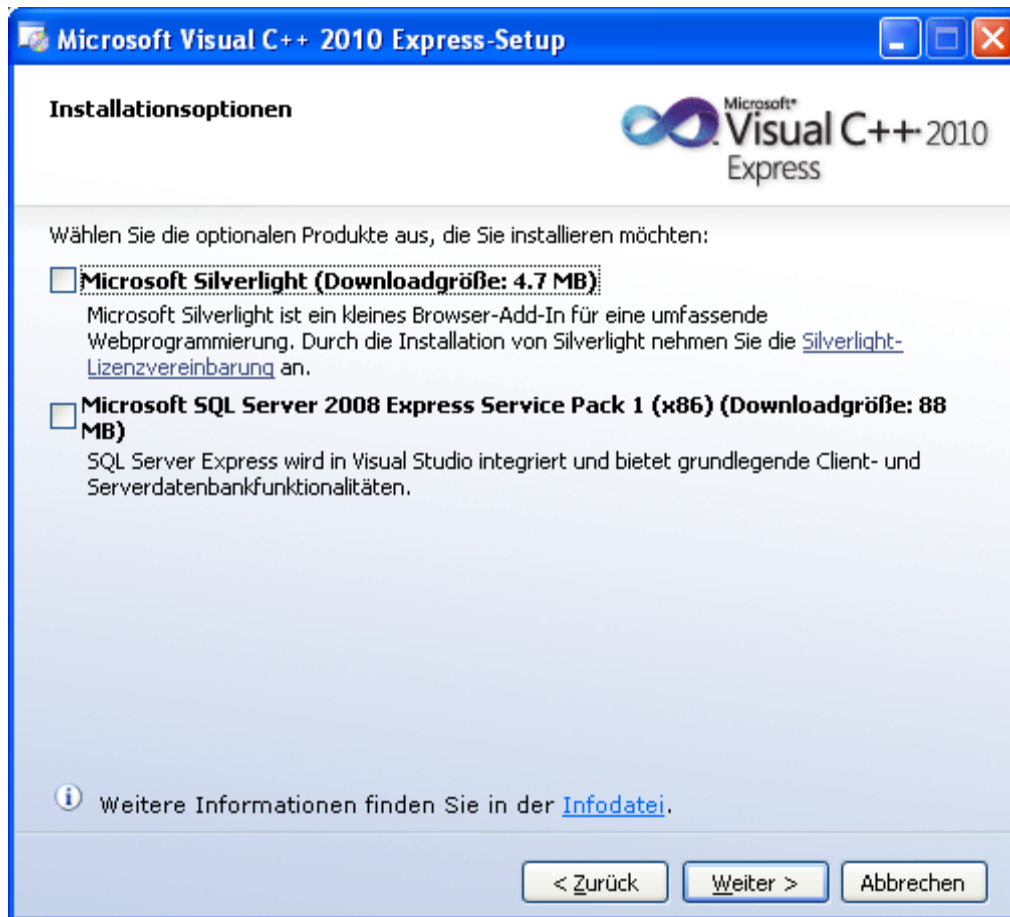 Microsoft Visual C++ 2010 Express-Setup
Installationsoptionen
Microsoft®
Visual C++ 2010
Express
Wählen Sie die optionalen Produkte aus, die Sie installieren möchten:
Microsoft Silverlight (Downloadgröße: 4.7 MB)
Microsoft Silverlight ist ein kleines Browser-Add-In für eine umfassende
Webprogrammierung. Durch die Installation von Silverlight nehmen Sie die Silverlight-
Lizenzvereinbarung an.
Microsoft SQL Server 2008 Express Service Pack 1 (x86) (Downloadgröße: 88
MB)
SQL Server Express wird in Visual Studio integriert und bietet grundlegende Client- und
Serverdatenbankfunktionalitäten.
Weitere Informationen finden Sie in der Infodatei.
< Zurück Weiter > Abbrechen